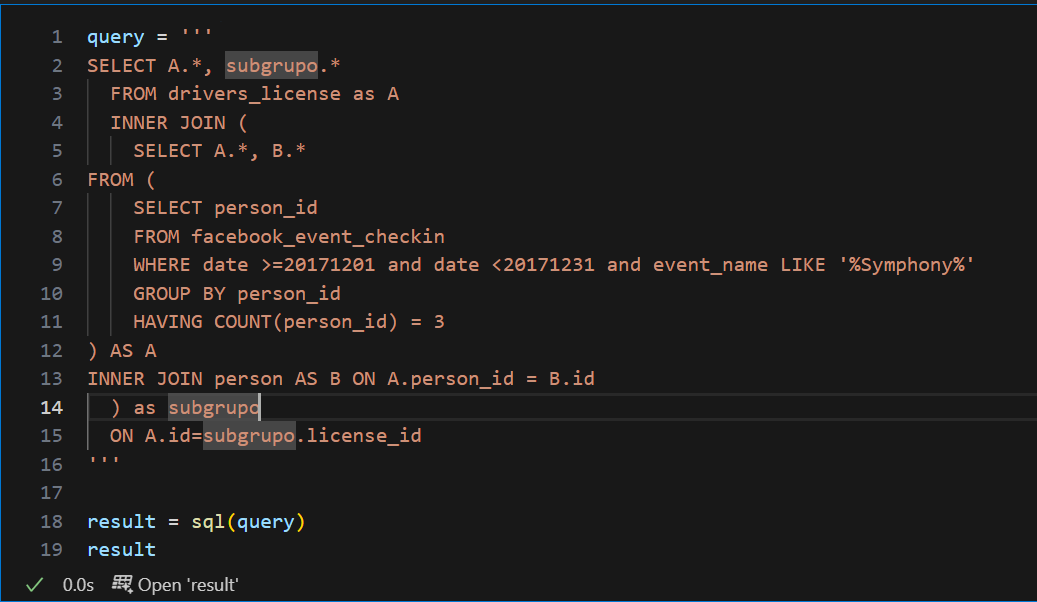 1 query = '''
2 SELECT A.*, subgrupo.*
3 FROM drivers_license as A
4 INNER JOIN (
5 SELECT A.*, B.*
6 FROM (
7 SELECT person_id
8 FROM facebook_event_checkin
9 WHERE date >=20171201 and date <20171231 and event_name LIKE '%Symphony%'
10 GROUP BY person_id
11 HAVING COUNT(person_id) = 3
12 ) AS A
13 INNER JOIN person AS B ON A.person_id = B.id
14 ) as subgrupo
15 ON A.id=subgrupo.license_id
16 '''
17
18 result = sql(query)
19 result
0.0s Open 'result'